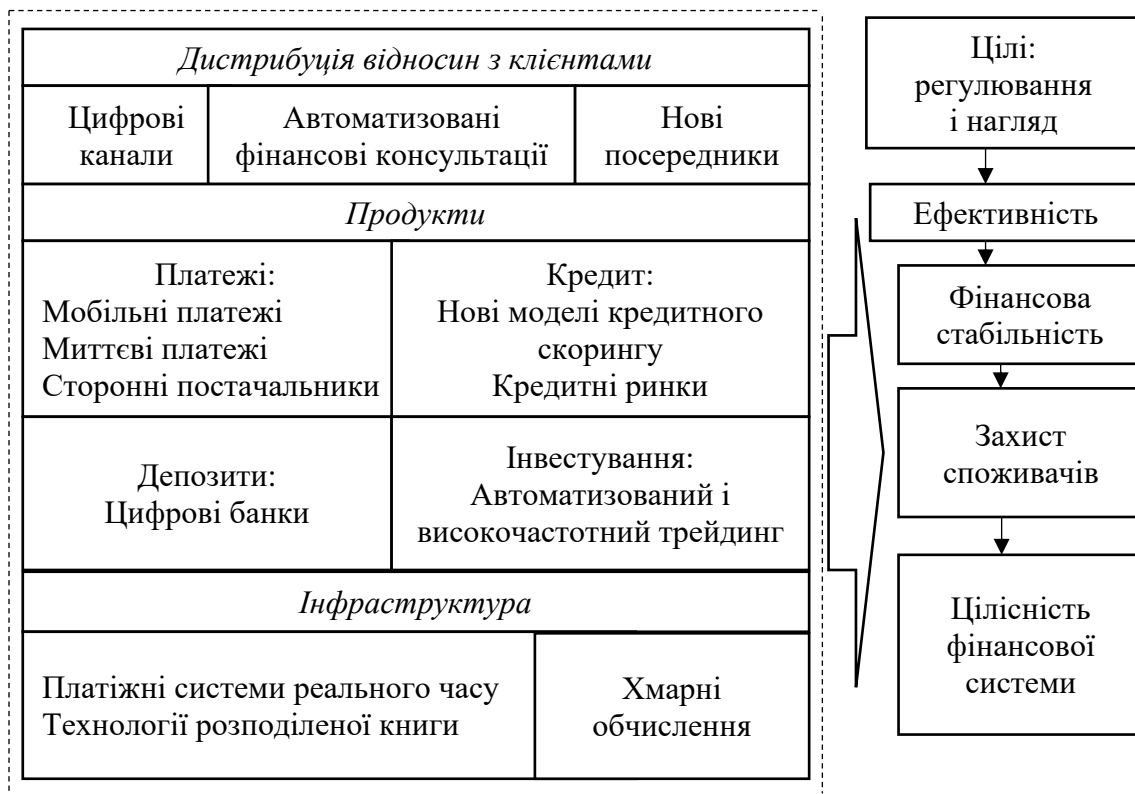 Дистрибуція відносин з клієнтами
Цифрові
канали
Автоматизовані
фінансові консультації
Нові
посередники
Продукти
Платежі:
Мобільні платежі
Миттєві платежі
Сторонні постачальники
Кредит:
Нові моделі кредитного
скорингу
Кредитні ринки
Депозити:
Цифрові банки
Інвестування:
Автоматизований і
високочастотний трейдинг
Інфраструктура
Платіжні системи реального часу
Технології розподіленої книги
Хмарні
обчислення
Цілі:
регулювання
і нагляд
Ефективність
Фінансова
стабільність
Захист
споживачів
Цілісність
фінансової
системи